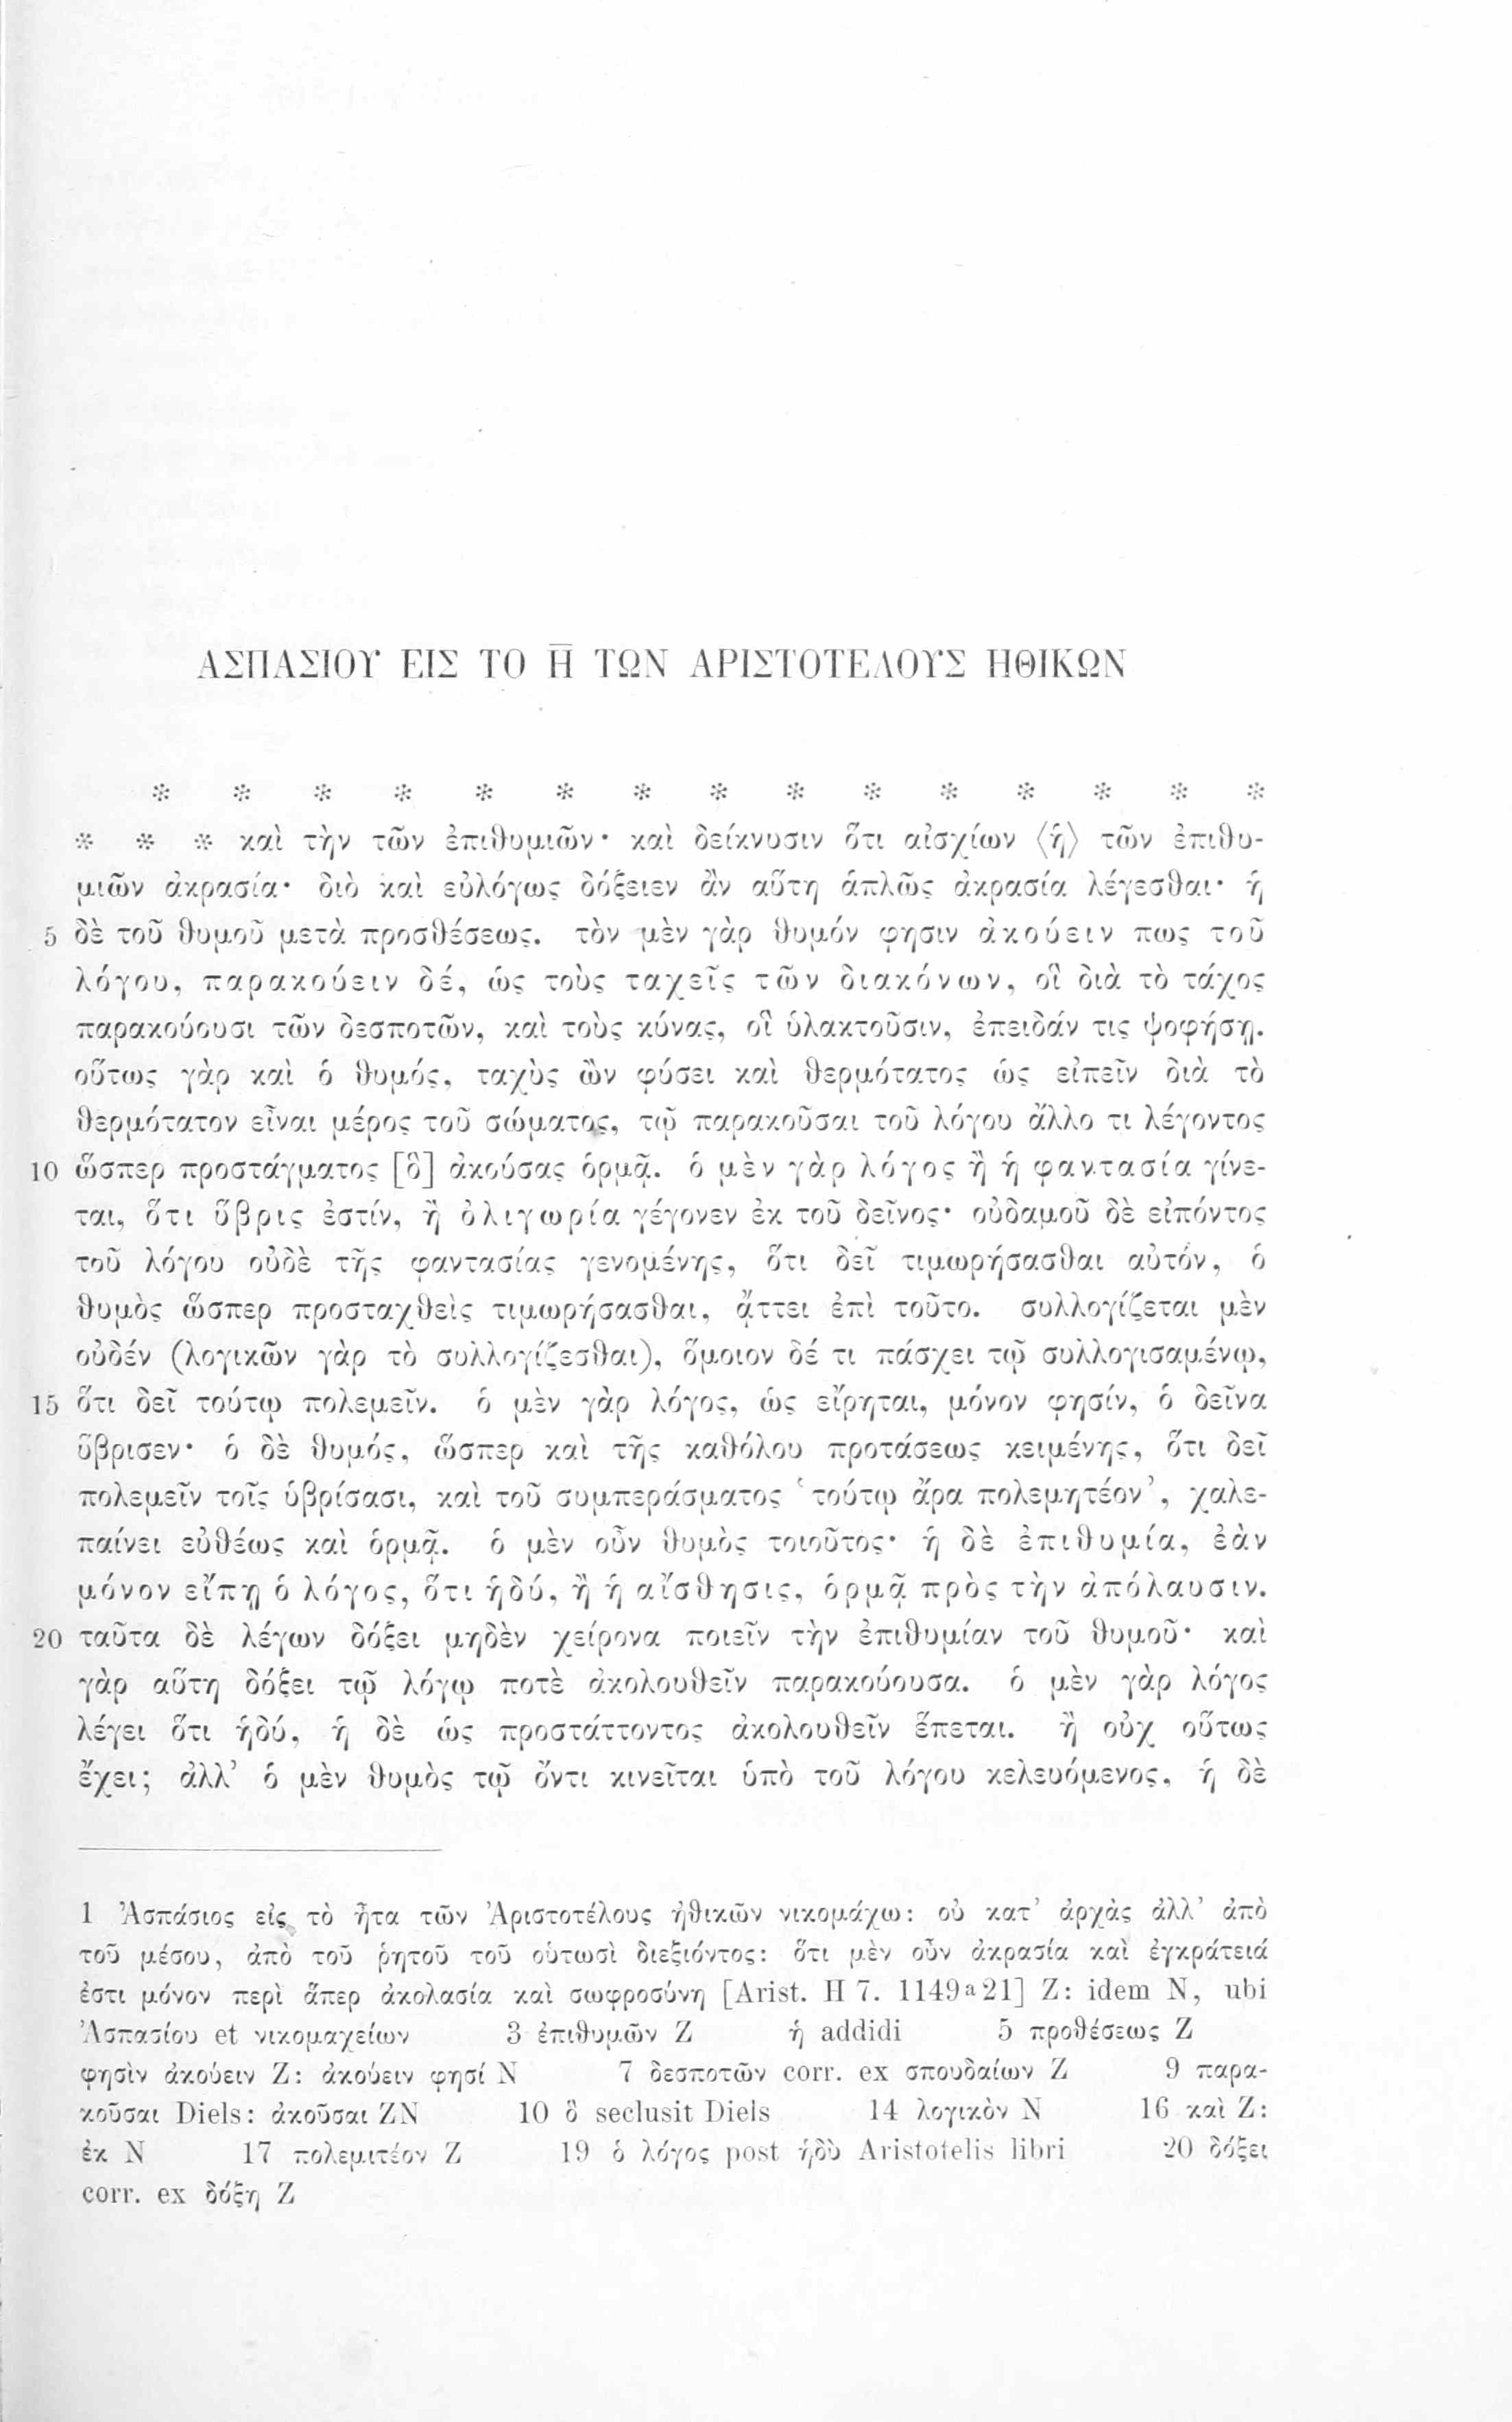 ΑΣΠΑΣΙΟΥ ΕΙΣ ΤΟ Η̅ ΤΩΝ ΑΡΙΣΤΟΤΕΛΟΥΣ ΗΘΙΚΩΝ
* * * * * * * * * * * * * * *
* * * καὶ τὴν τῶν ἐπιθυμιῶν· καὶ δείκνυσιν ὅτι αἰσχίων 〈ἡ〉 τῶν ἐπιθυ-
μιῶν ἀκρασία· διὸ καὶ εὐλόγως δόξειεν ἂν αὕτη ἁπλῶς ἀκρασία λέγεσθαι· ἡ
5 δὲ τοῦ θυμοῦ μετὰ προσθέσεως. τὸν μὲν γὰρ θυμόν φησιν ἀκούειν πως τοῦ
λόγου, παρακούειν δέ, ὡς τοὺς ταχεῖς τῶν διακόνων, οἳ διὰ τὸ τάχος
παρακούουσι τῶν δεσποτῶν, καὶ τοὺς κύνας, οἳ ὑλακτοῦσιν, ἐπειδάν τις ψοφήσῃ.
οὕτως γὰρ καὶ ὁ θυμός, ταχὺς ὢν φύσει καὶ θερμότατος ὡς εἰπεῖν διὰ τὸ
θερμότατον εἶναι μέρος τοῦ σώματος, τῷ παρακοῦσαι τοῦ λόγου ἄλλο τι λέγοντος
10 ὥσπερ προστάγματος [ὃ] ἀκούσας ὁρμᾷ. ὁ μὲν γὰρ λόγος ἢ ἡ φαντασία γίνε-
ται, ὅτι ὕβρις ἐστίν, ἢ ὀλιγωρία γέγονεν ἐκ τοῦ δεῖνος· οὐδαμοῦ δὲ εἰπόντος
τοῦ λόγου οὐδὲ τῆς φαντασίας γενομένης, ὅτι δεῖ τιμωρήσασθαι αὐτόν, ὁ
θυμὸς ὥσπερ προσταχθεὶς τιμωρήσασθαι, ᾄττει ἐπὶ τοῦτο. συλλογίζεται μὲν
οὐδέν (λογικῶν γὰρ τὸ συλλογίζεσθαι), ὅμοιον δέ τι πάσχει τῷ συλλογισαμένῳ,
15 ὅτι δεῖ τούτῳ πολεμεῖν. ὁ μὲν γὰρ λόγος, ὡς εἴρηται, μόνον φησίν, ὁ δεῖνα
ὕβρισεν· ὁ δὲ θυμός, ὥσπερ καὶ τῆς καθόλου προτάσεως κειμένης, ὅτι δεῖ
πολεμεῖν τοῖς ὑβρίσασι, καὶ τοῦ συμπεράσματος ‘τούτῳ ἄρα πολεμητέον’, χαλε-
παίνει εὐθέως καὶ ὁρμᾷ. ὁ μὲν οὖν θυμὸς τοιοῦτος· ἡ δὲ ἐπιθυμία, ἐὰν
μόνον εἴπῃ ὁ λόγος, ὅτι ἡδύ, ἢ ἡ αἴσθησις, ὁρμᾷ πρὸς τὴν ἀπόλαυσιν.
20 ταῦτα δὲ λέγων δόξει μηδὲν χείρονα ποιεῖν τὴν ἐπιθυμίαν τοῦ θυμοῦ· καὶ
γὰρ αὕτη δόξει τῷ λόγῳ ποτὲ ἀκολουθεῖν παρακούουσα. ὁ μὲν γὰρ λόγος
λέγει ὅτι ἡδύ, ἡ δὲ ὡς προστάττοντος ἀκολουθεῖν ἕπεται. ἢ οὐχ οὕτως
ἔχει; ἀλλ’ ὁ μὲν θυμὸς τῷ ὄντι κινεῖται ὑπὸ τοῦ λόγου κελευόμενος, ἡ δὲ
1 Ἀσπάσιος εἰς τὸ ἦτα τῶν Ἀριστοτέλους ἠθικῶν νικομάχω: οὐ κατ’ ἀρχὰς ἀλλ’ ἀπὸ
τοῦ μέσου, ἀπὸ τοῦ ῥητοῦ τοῦ οὑτωσὶ διεξιόντος: ὅτι μὲν οὖν ἀκρασία καὶ ἐγκράτειά
ἐστι μόνον περὶ ἅπερ ἀκολασία καὶ σωφροσύνη [Arist. H 7. 1149ᵃ21] Z: idem N, ubi
Ἀσπασίου et νικομαχείων 3 ἐπιθυμῶν Z ἡ addidi 5 προθέσεως Z
φησὶν ἀκούειν Z: ἀκούειν φησί N 7 δεσποτῶν corr. ex σπουδαίων Z 9 παρα-
κοῦσαι Diels: ἀκοῦσαι ZN 10 ὃ seclusit Diels 14 λογικὸν N 16 καὶ Z:
ἐκ N 17 πολεμιτέον Z 19 ὁ λόγος post ἡδὺ Aristotelis libri 20 δόξει
corr. ex δόξη Z